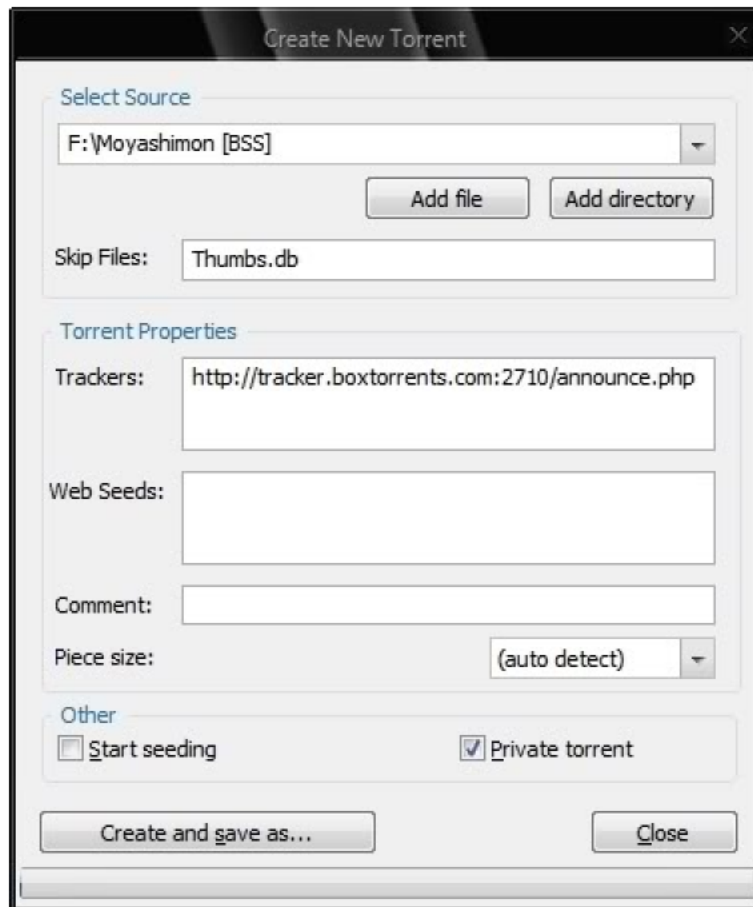 Create New Torrent
Select Source
F:\Moyashimon [BSS]
Add file Add directory
Skip Files: Thumbs.db
Torrent Properties
Trackers: http://tracker.boxtorrents.com:2710/announce.php
Web Seeds:
Comment:
Piece size: (auto detect)
Other
Start seeding Private torrent
Create and save as... Close